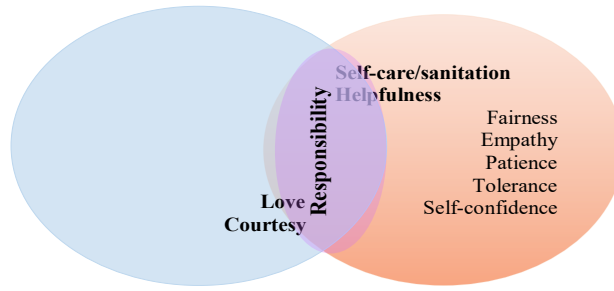 Self-care/sanitation
Helpfulness
Responsibility
Fairness
Empathy
Patience
Tolerance
Self-confidence
Love
Courtesy